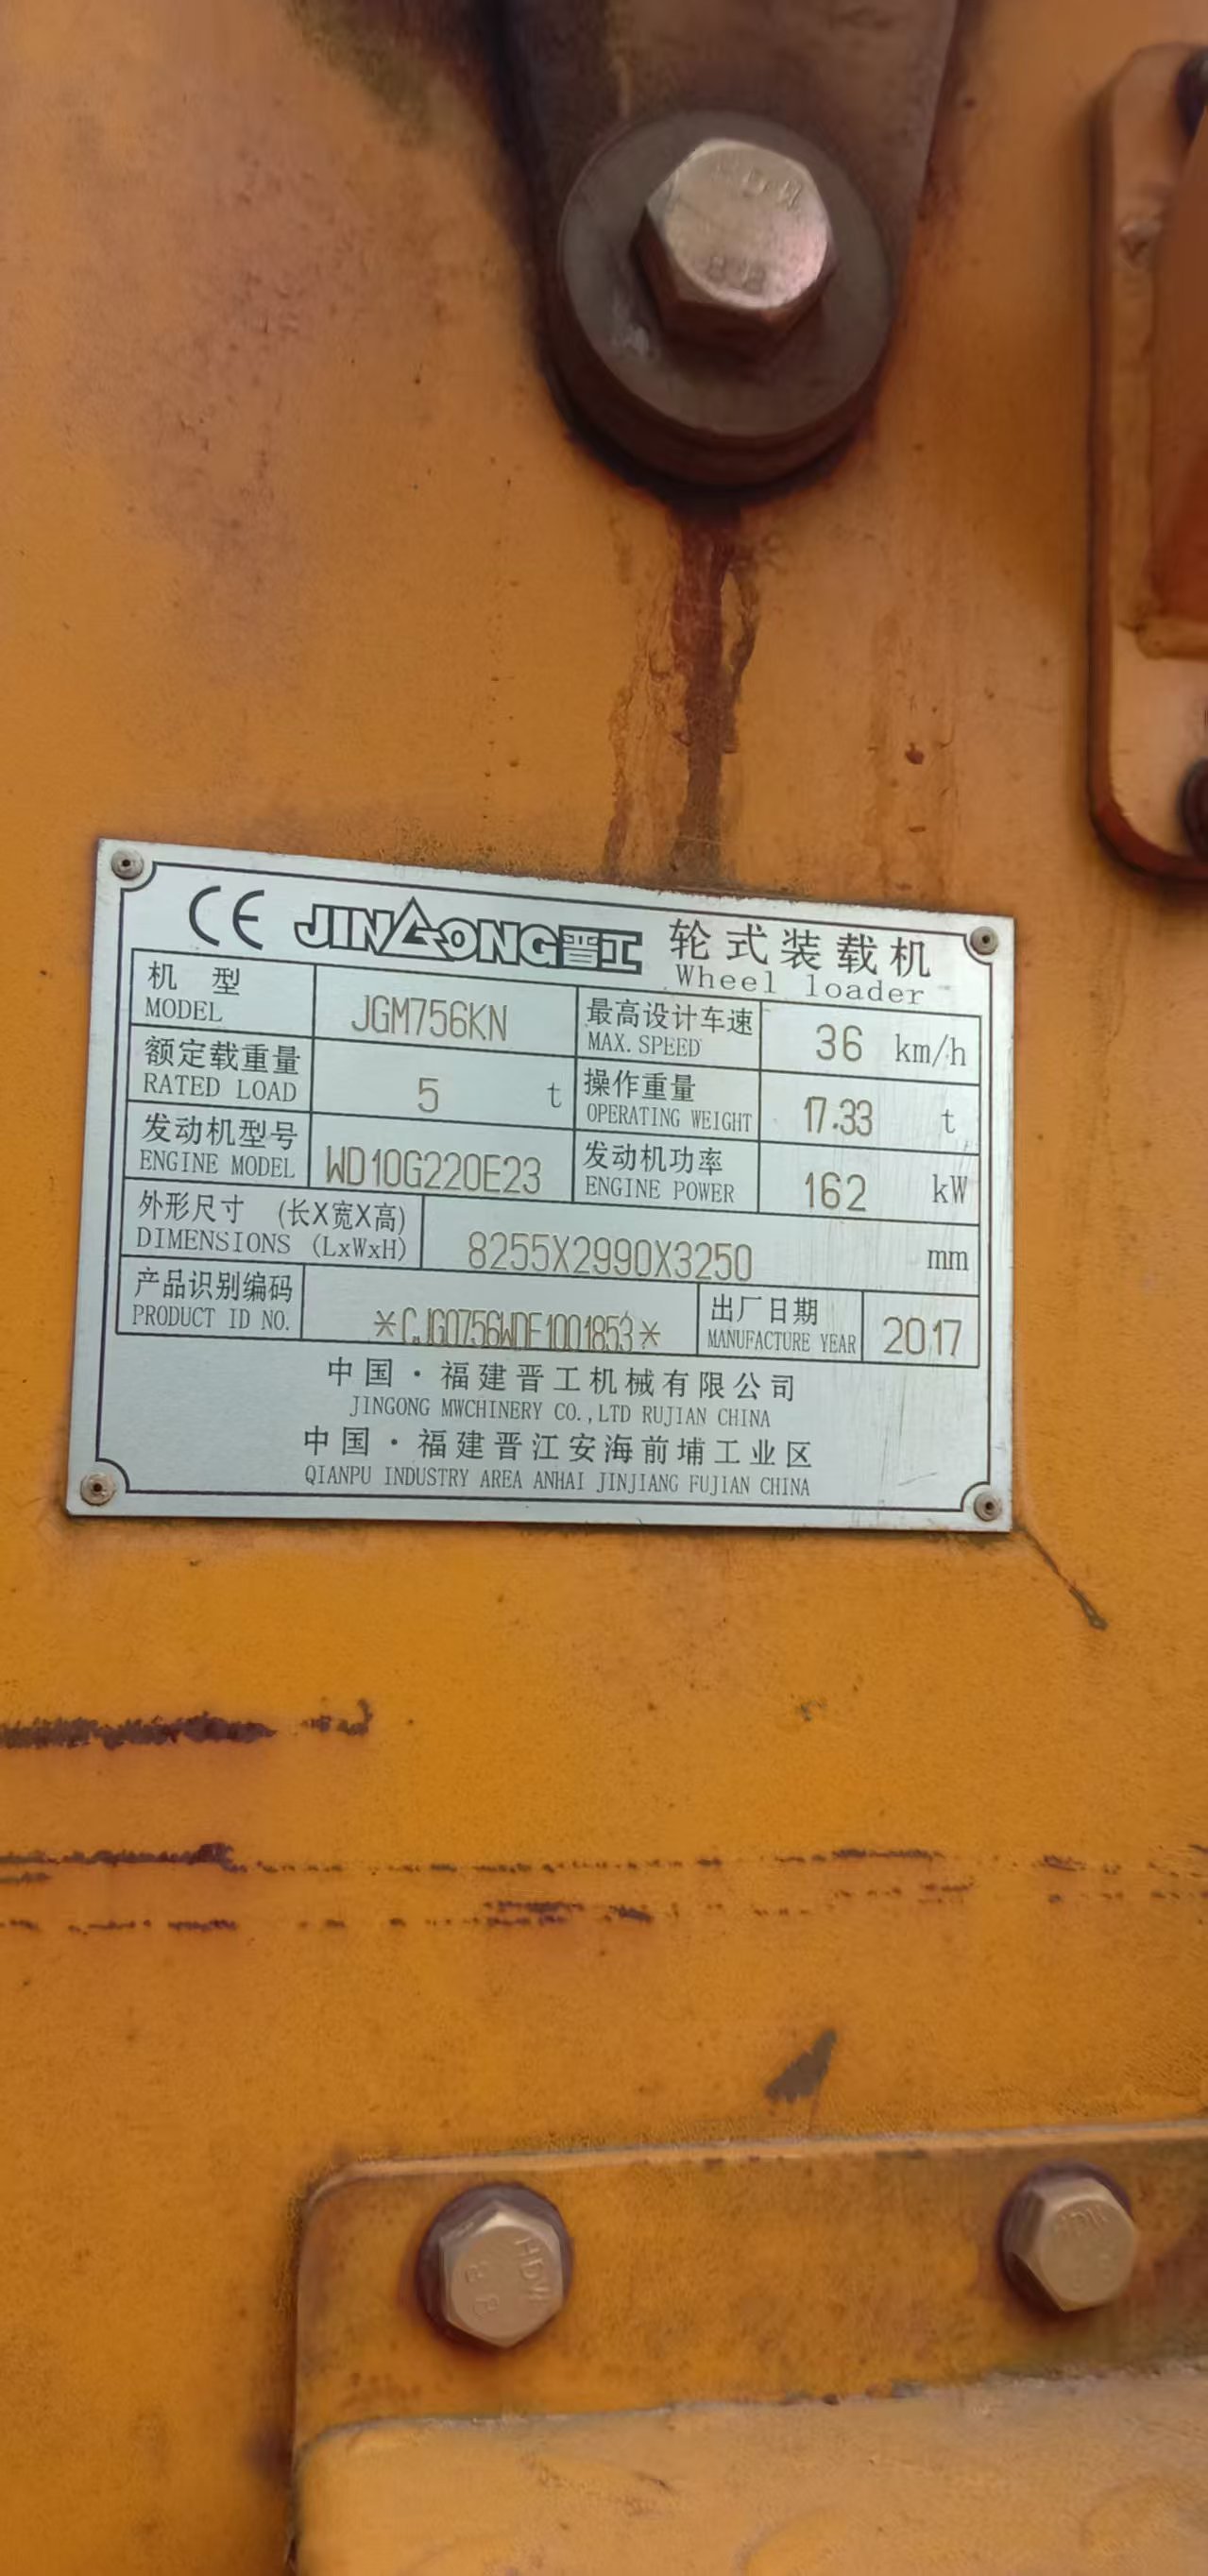 CE JINGONG晋工 轮式装载机
Wheel loader
机 型 JGM756KN 最高设计车速 36 km/h
MODEL MAX. SPEED
额定载重量 5 t 操作重量 17.33 t
RATED LOAD OPERATING WEIGHT
发动机型号 WD10G220E23 发动机功率 162 kW
ENGINE MODEL ENGINE POWER
外形尺寸 (长X宽X高) 8255X2990X3250 mm
DIMENSIONS (LxWxH)
产品识别编码 *CJG0756WDE1001853* 出厂日期 2017
PRODUCT ID NO. MANUFACTURE YEAR
中国·福建晋工机械有限公司
JINGONG MWCHINERY CO.,LTD RUJIAN CHINA
中国·福建晋江安海前埔工业区
QIANPU INDUSTRY AREA ANHAI JINJIANG FUJIAN CHINA